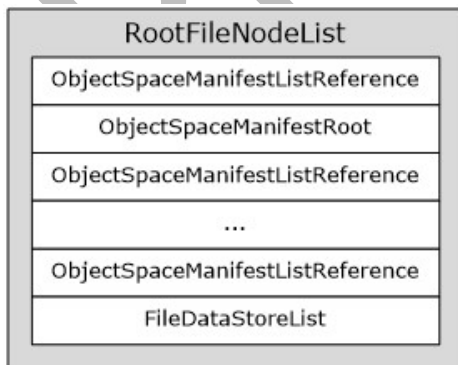 RootFileNodeList
ObjectSpaceManifestListReference
ObjectSpaceManifestRoot
ObjectSpaceManifestListReference
...
ObjectSpaceManifestListReference
FileDataStoreList